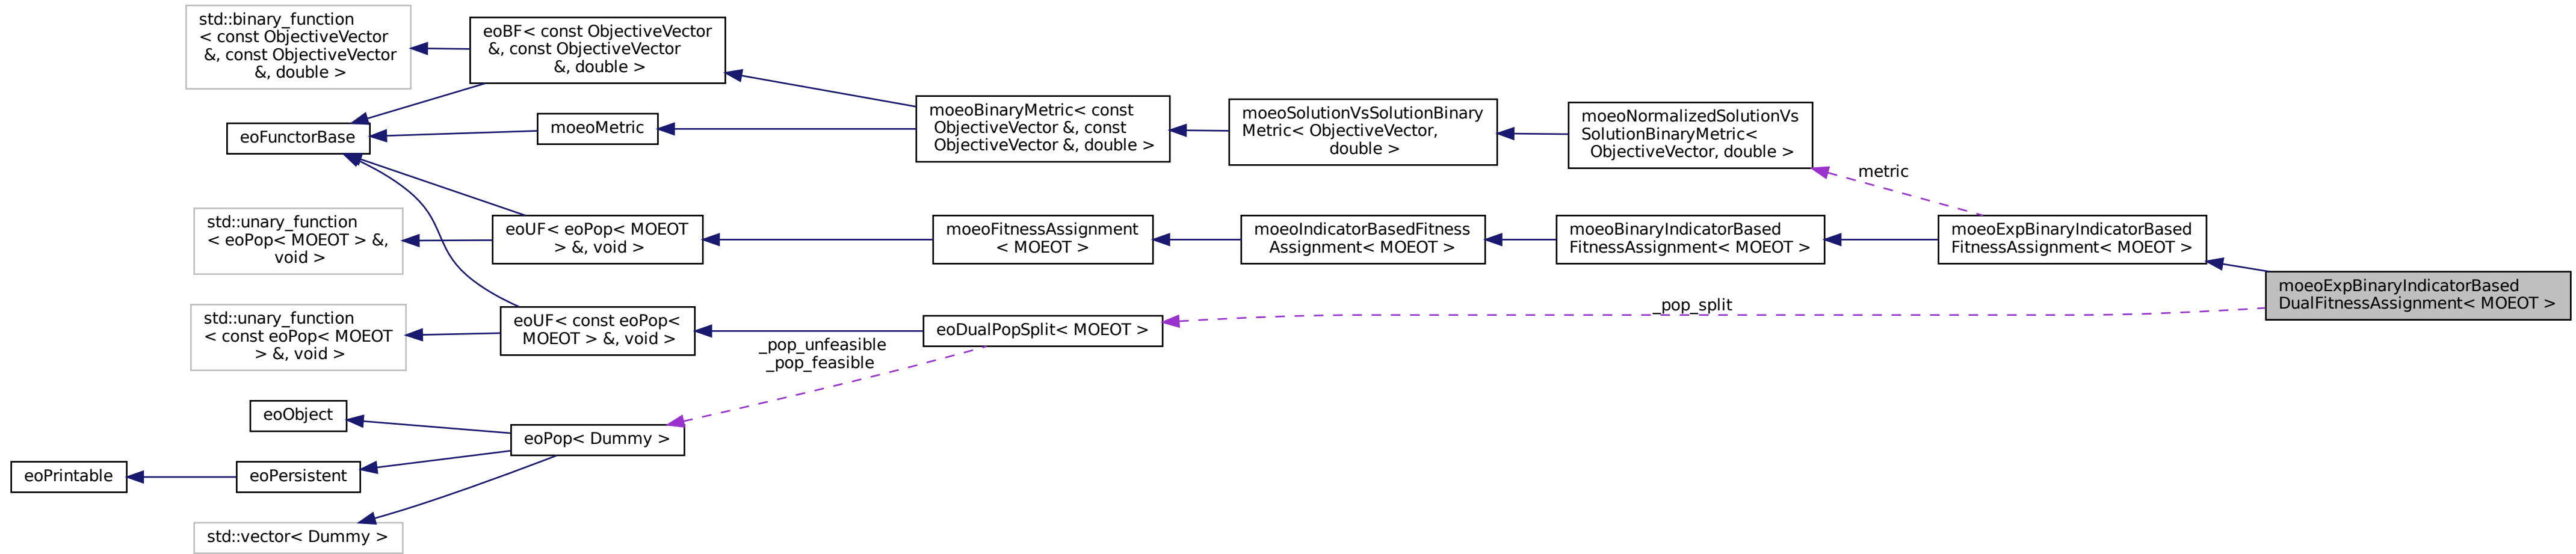 std::binary_function
< const ObjectiveVector
&, const ObjectiveVector
&, double >
eoBF< const ObjectiveVector
&, const ObjectiveVector
&, double >
eoFunctorBase
moeoMetric
moeoBinaryMetric< const
ObjectiveVector &, const
ObjectiveVector &, double >
moeoSolutionVsSolutionBinary
Metric< ObjectiveVector,
double >
moeoNormalizedSolutionVs
SolutionBinaryMetric<
ObjectiveVector, double >
metric
std::unary_function
< eoPop< MOEOT > &,
void >
eoUF< eoPop< MOEOT
> &, void >
moeoFitnessAssignment
< MOEOT >
moeoIndicatorBasedFitness
Assignment< MOEOT >
moeoBinaryIndicatorBased
FitnessAssignment< MOEOT >
moeoExpBinaryIndicatorBased
FitnessAssignment< MOEOT >
moeoExpBinaryIndicatorBased
DualFitnessAssignment< MOEOT >
std::unary_function
< const eoPop< MOEOT
> &, void >
eoUF< const eoPop<
MOEOT > &, void >
eoDualPopSplit< MOEOT >
_pop_split
_pop_unfeasible
_pop_feasible
eoObject
eoPop< Dummy >
eoPrintable
eoPersistent
std::vector< Dummy >